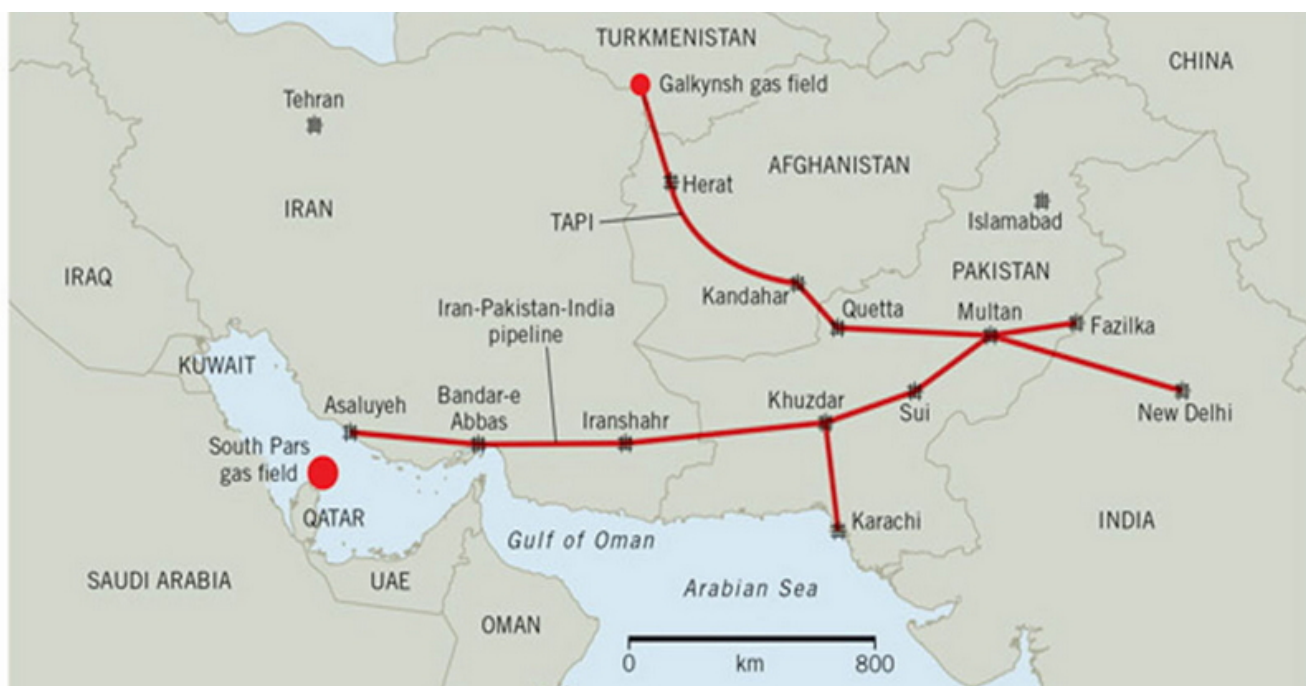 TURKMENISTAN
CHINA
Galkynsh gas field
Tehran
AFGHANISTAN
Herat
IRAN
TAPI
Islamabad
IRAQ
PAKISTAN
Kandahar
Iran-Pakistan-India
pipeline
Quetta
Multan
Fazilka
KUWAIT
Asaluyeh
Bandar-e
Abbas
Iranshahr
Khuzdar
Sui
New Delhi
South Pars
gas field
QATAR
Karachi
INDIA
Gulf of Oman
SAUDI ARABIA
UAE
Arabian Sea
OMAN
0 km 800